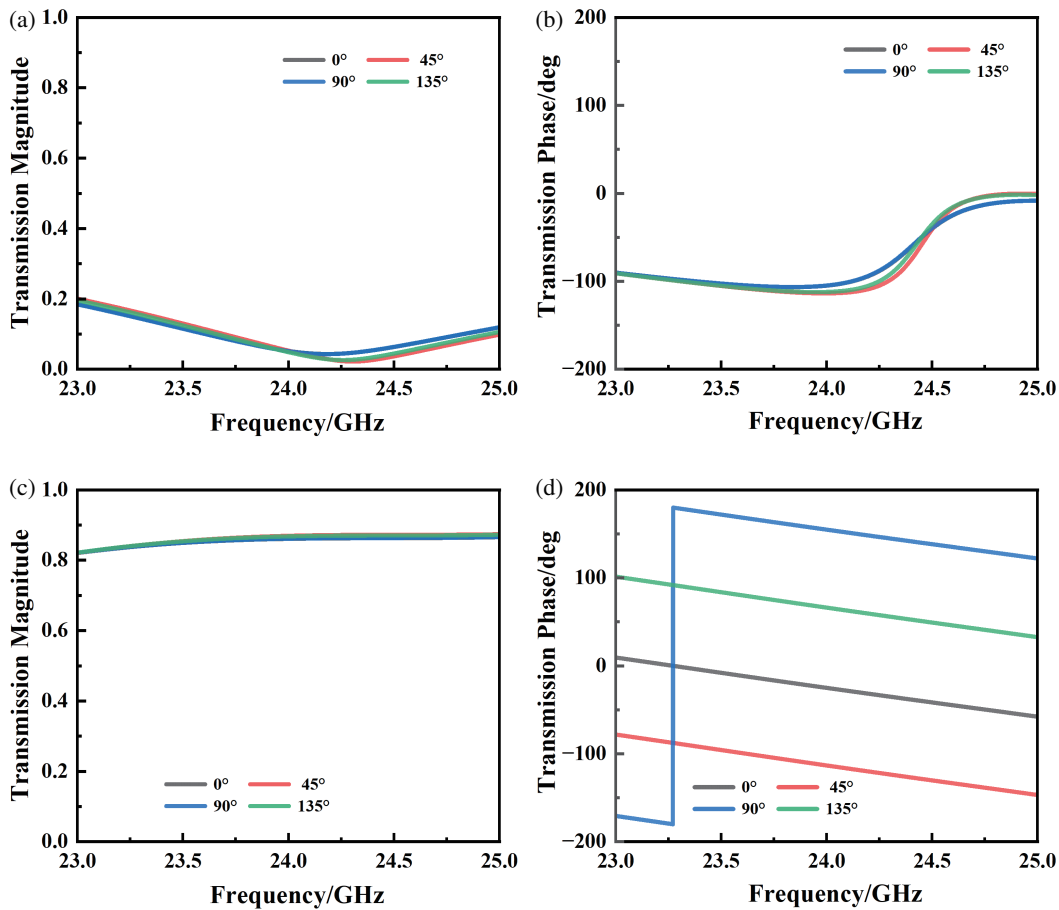 (a)
Transmission Magnitude
1.0
0.8
0.6
0.4
0.2
0.0
0° 45°
90° 135°
23.0 23.5 24.0 24.5 25.0
Frequency/GHz
(b)
Transmission Phase/deg
200
100
0
−100
−200
0° 45°
90° 135°
23.0 23.5 24.0 24.5 25.0
Frequency/GHz
(c)
Transmission Magnitude
1.0
0.8
0.6
0.4
0.2
0.0
0° 45°
90° 135°
23.0 23.5 24.0 24.5 25.0
Frequency/GHz
(d)
Transmission Phase/deg
200
100
0
−100
−200
0° 45°
90° 135°
23.0 23.5 24.0 24.5 25.0
Frequency/GHz